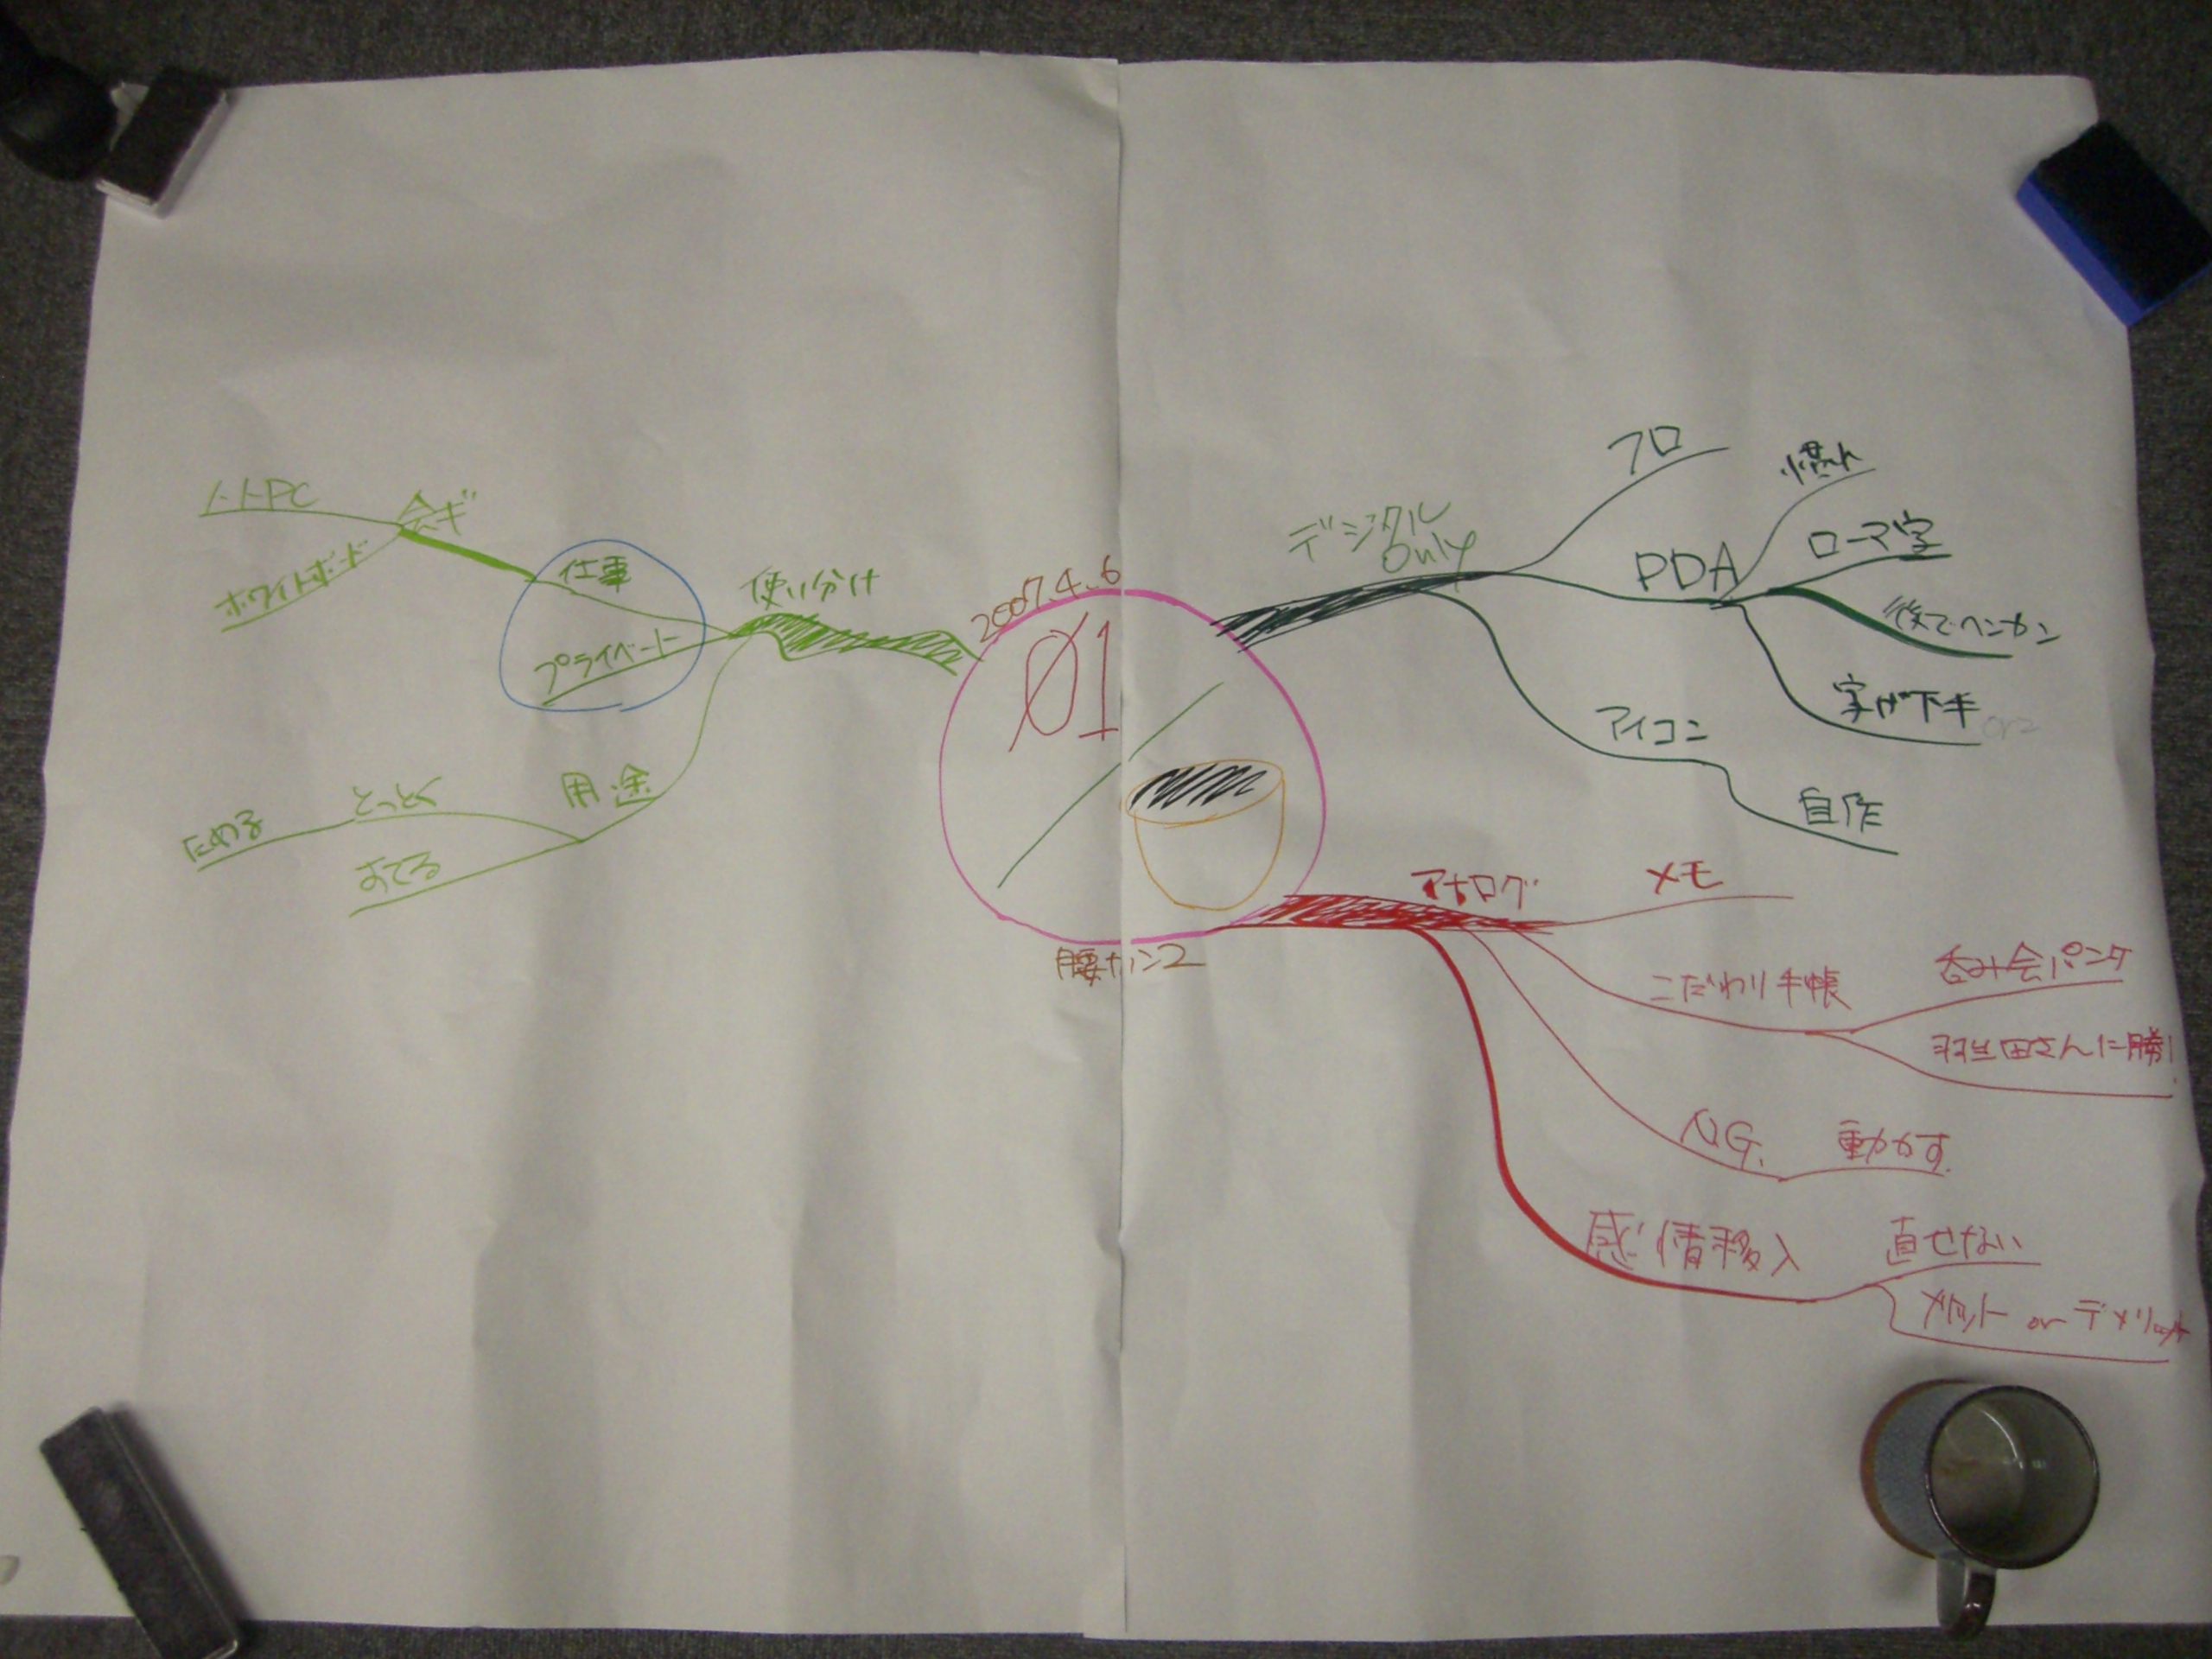 2007.4.6
01
腰カン2
デジタル
Only
フロ
PDA
慣れ
ローマ字
後でヘンカン
字が下手
orz
アイコン
自作
アナログ
メモ
こだわり手帳
呑み会パンダ
羽生田さんに勝!
NG.
動かす.
感情移入
直せない
メリット or デメリット
使い分け
仕事
プライベート
会ギ
ノートPC
ホワイトボード
用途
とっとく
ためる
すてる